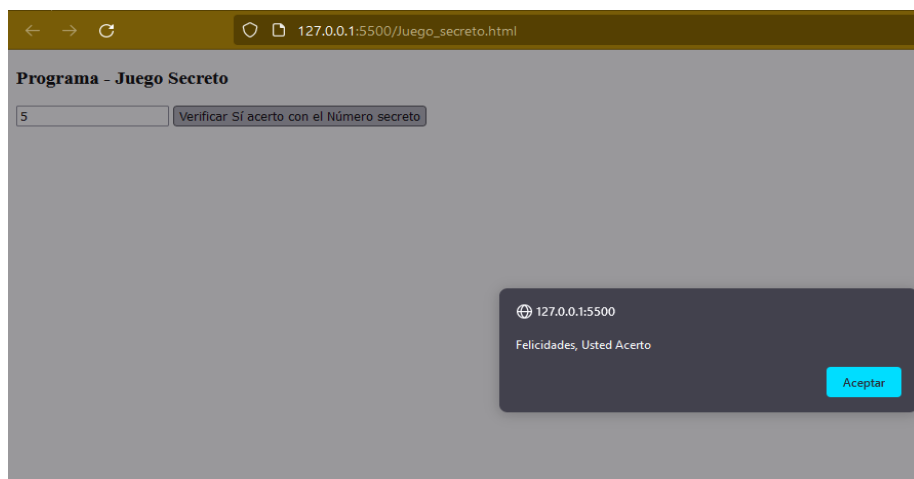 127.0.0.1:5500/Juego_secreto.html
Programa - Juego Secreto
5 Verificar Sí acerto con el Número secreto
127.0.0.1:5500
Felicidades, Usted Acerto
Aceptar